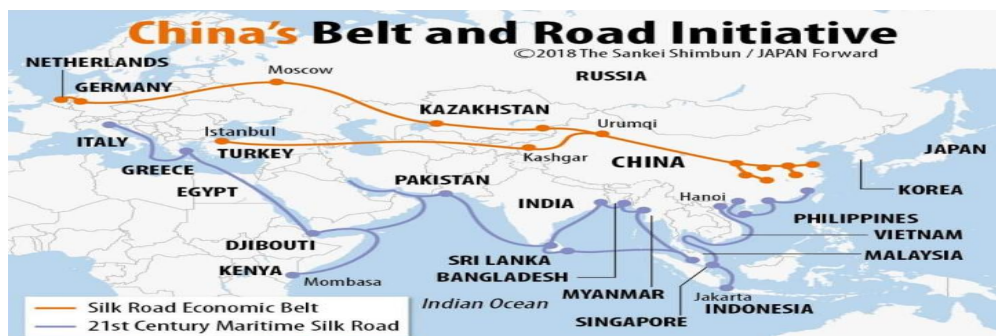 China's Belt and Road Initiative
©2018 The Sankei Shimbun / JAPAN Forward
NETHERLANDS
Moscow
RUSSIA
GERMANY
KAZAKHSTAN
Urumqi
ITALY
Istanbul
TURKEY
Kashgar
CHINA
JAPAN
GREECE
EGYPT
PAKISTAN
INDIA
Hanoi
KOREA
PHILIPPINES
VIETNAM
DJIBOUTI
SRI LANKA
MALAYSIA
KENYA
Mombasa
BANGLADESH
MYANMAR
Jakarta
INDONESIA
Indian Ocean
SINGAPORE
Silk Road Economic Belt
21st Century Maritime Silk Road